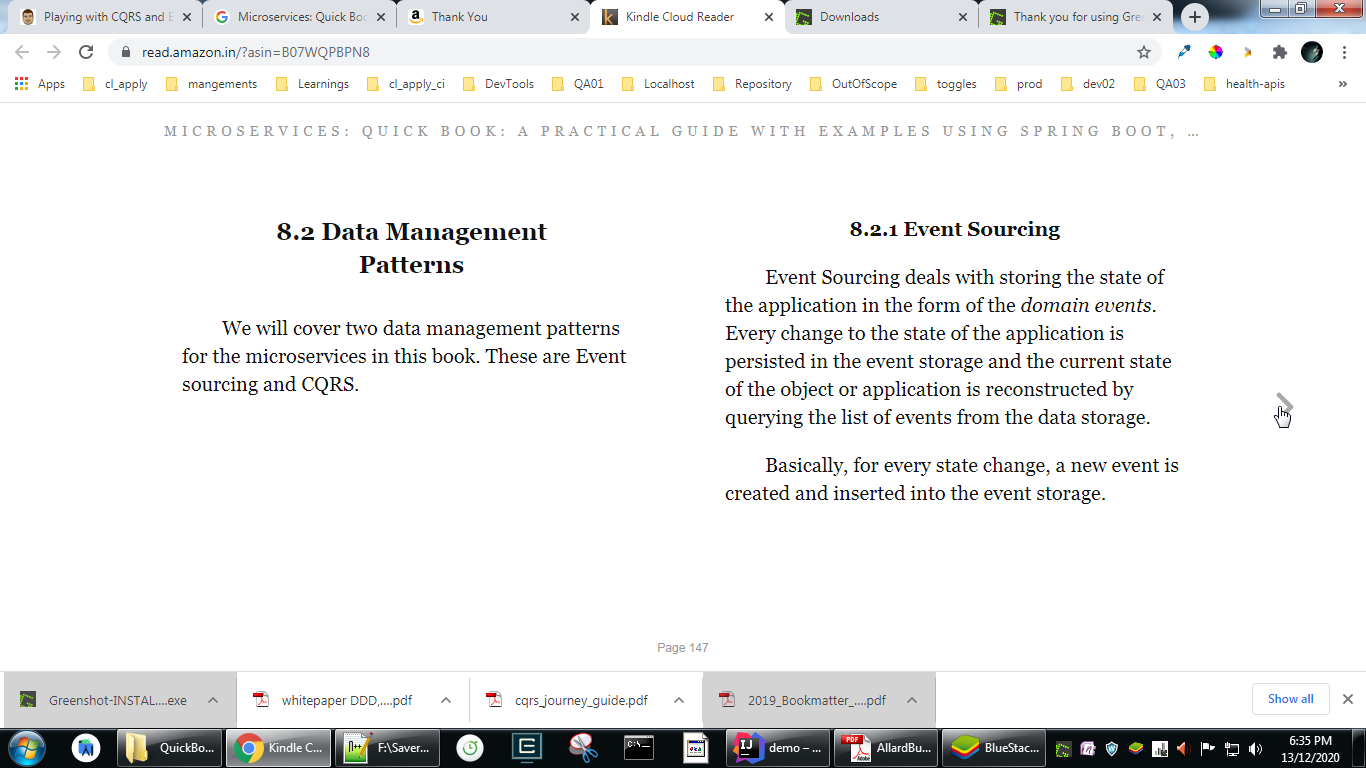 Playing with CQRS and E
Microservices: Quick Boo
Thank You
Kindle Cloud Reader
Downloads
Thank you for using Gree
read.amazon.in/?asin=B07WQPBPN8
Apps
cl_apply
mangements
Learnings
cl_apply_ci
DevTools
QA01
Localhost
Repository
OutOfScope
toggles
prod
dev02
QA03
health-apis
»
MICROSERVICES: QUICK BOOK: A PRACTICAL GUIDE WITH EXAMPLES USING SPRING BOOT, …
8.2 Data Management
Patterns
We will cover two data management patterns
for the microservices in this book. These are Event
sourcing and CQRS.
8.2.1 Event Sourcing
Event Sourcing deals with storing the state of
the application in the form of the domain events.
Every change to the state of the application is
persisted in the event storage and the current state
of the object or application is reconstructed by
querying the list of events from the data storage.
Basically, for every state change, a new event is
created and inserted into the event storage.
Page 147
Greenshot-INSTAL....exe
whitepaper DDD,....pdf
cqrs_journey_guide.pdf
2019_Bookmatter_....pdf
Show all
QuickBo...
Kindle C...
F:\Saver...
demo – ...
AllardBu...
BlueStac...
6:35 PM
13/12/2020